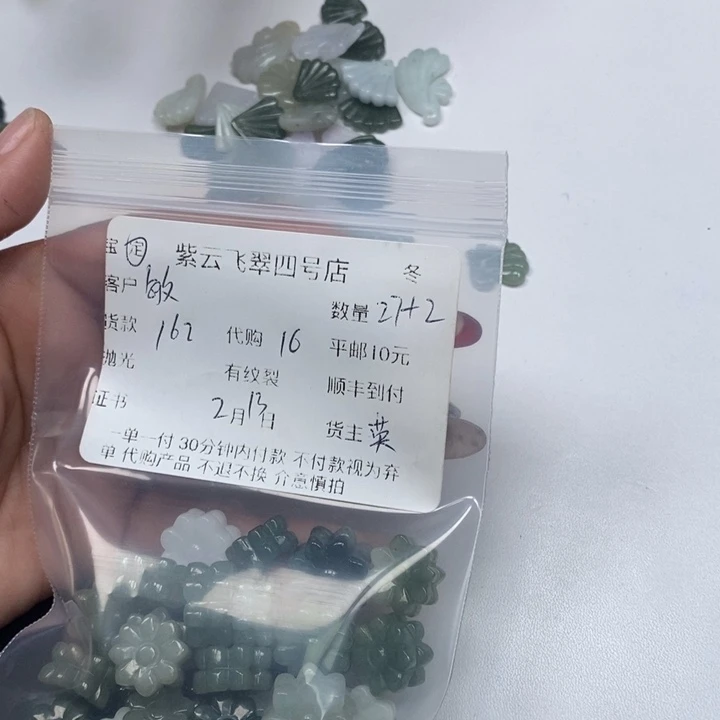 宝 定 紫云飞翠四号店 冬
客户 敏 数量 27+2
货款 162 代购 16 平邮10元
抛光 有纹裂 顺丰到付
证书 2月13日 货主 英
一单一付 30分钟内付款 不付款视为弃
单 代购产品 不退不换 介意慎拍